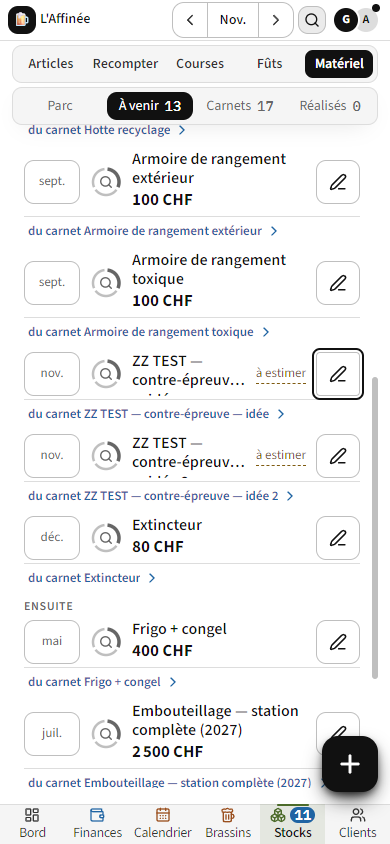 L'Affinée
Nov.
G
A
Articles
Recompter
Courses
Fûts
Matériel
Parc
À venir 13
Carnets 17
Réalisés 0
du carnet Hotte recyclage
sept.
Armoire de rangement
extérieur
100 CHF
du carnet Armoire de rangement extérieur
sept.
Armoire de rangement
toxique
100 CHF
du carnet Armoire de rangement toxique
nov.
ZZ TEST —
contre-épreuv…
à estimer
du carnet ZZ TEST — contre-épreuve — idée
nov.
ZZ TEST —
contre-épreuv…
à estimer
du carnet ZZ TEST — contre-épreuve — idée 2
déc.
Extincteur
80 CHF
du carnet Extincteur
ENSUITE
mai
Frigo + congel
400 CHF
du carnet Frigo + congel
juil.
Embouteillage — station
complète (2027)
2 500 CHF
du carnet Embouteillage — station complète (2027)
Bord
Finances
Calendrier
Brassins
11
Stocks
Clients